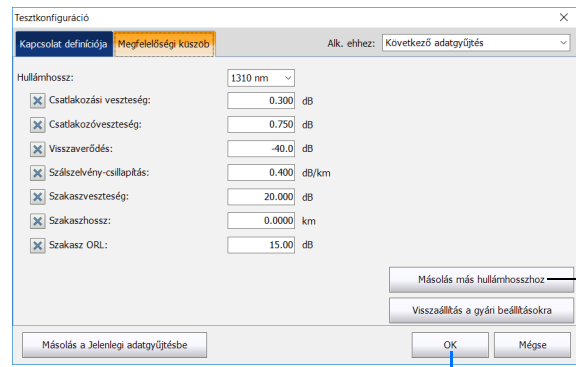 Tesztkonfiguráció
Kapcsolat definíciója Megfelelőségi küszöb Alk. ehhez: Következő adatgyűjtés
Hullámhossz: 1310 nm
Csatlakozási veszteség: 0.300 dB
Csatlakozóveszteség: 0.750 dB
Visszaverődés: -40.0 dB
Szálszelvény-csillapítás: 0.400 dB/km
Szakaszveszteség: 20.000 dB
Szakaszhossz: 0.0000 km
Szakasz ORL: 15.00 dB
Másolás más hullámhosszhoz
Visszaállítás a gyári beállításokra
Másolás a Jelenlegi adatgyűjtésbe OK Mégse